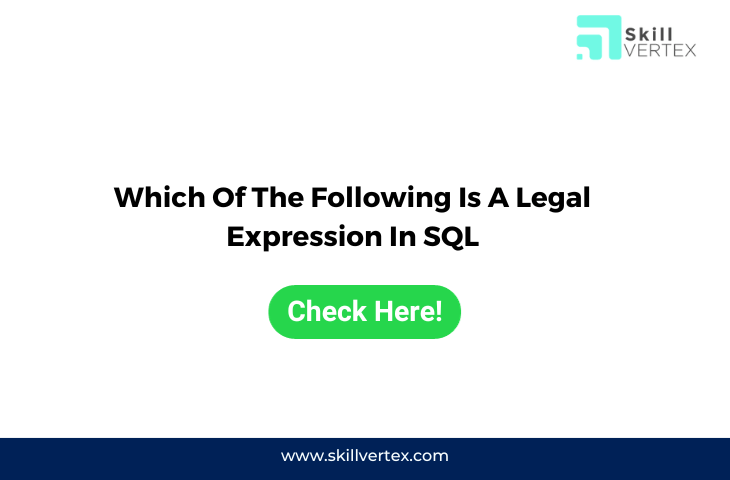 Skill
VERTEX
Which Of The Following Is A Legal
Expression In SQL
Check Here!
www.skillvertex.com